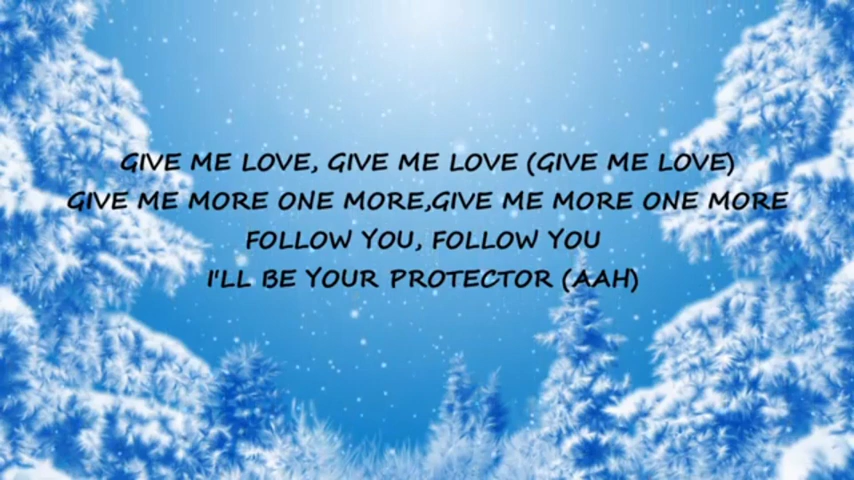 GIVE ME LOVE, GIVE ME LOVE (GIVE ME LOVE)
GIVE ME MORE ONE MORE,GIVE ME MORE ONE MORE
FOLLOW YOU, FOLLOW YOU
I'LL BE YOUR PROTECTOR (AAH)